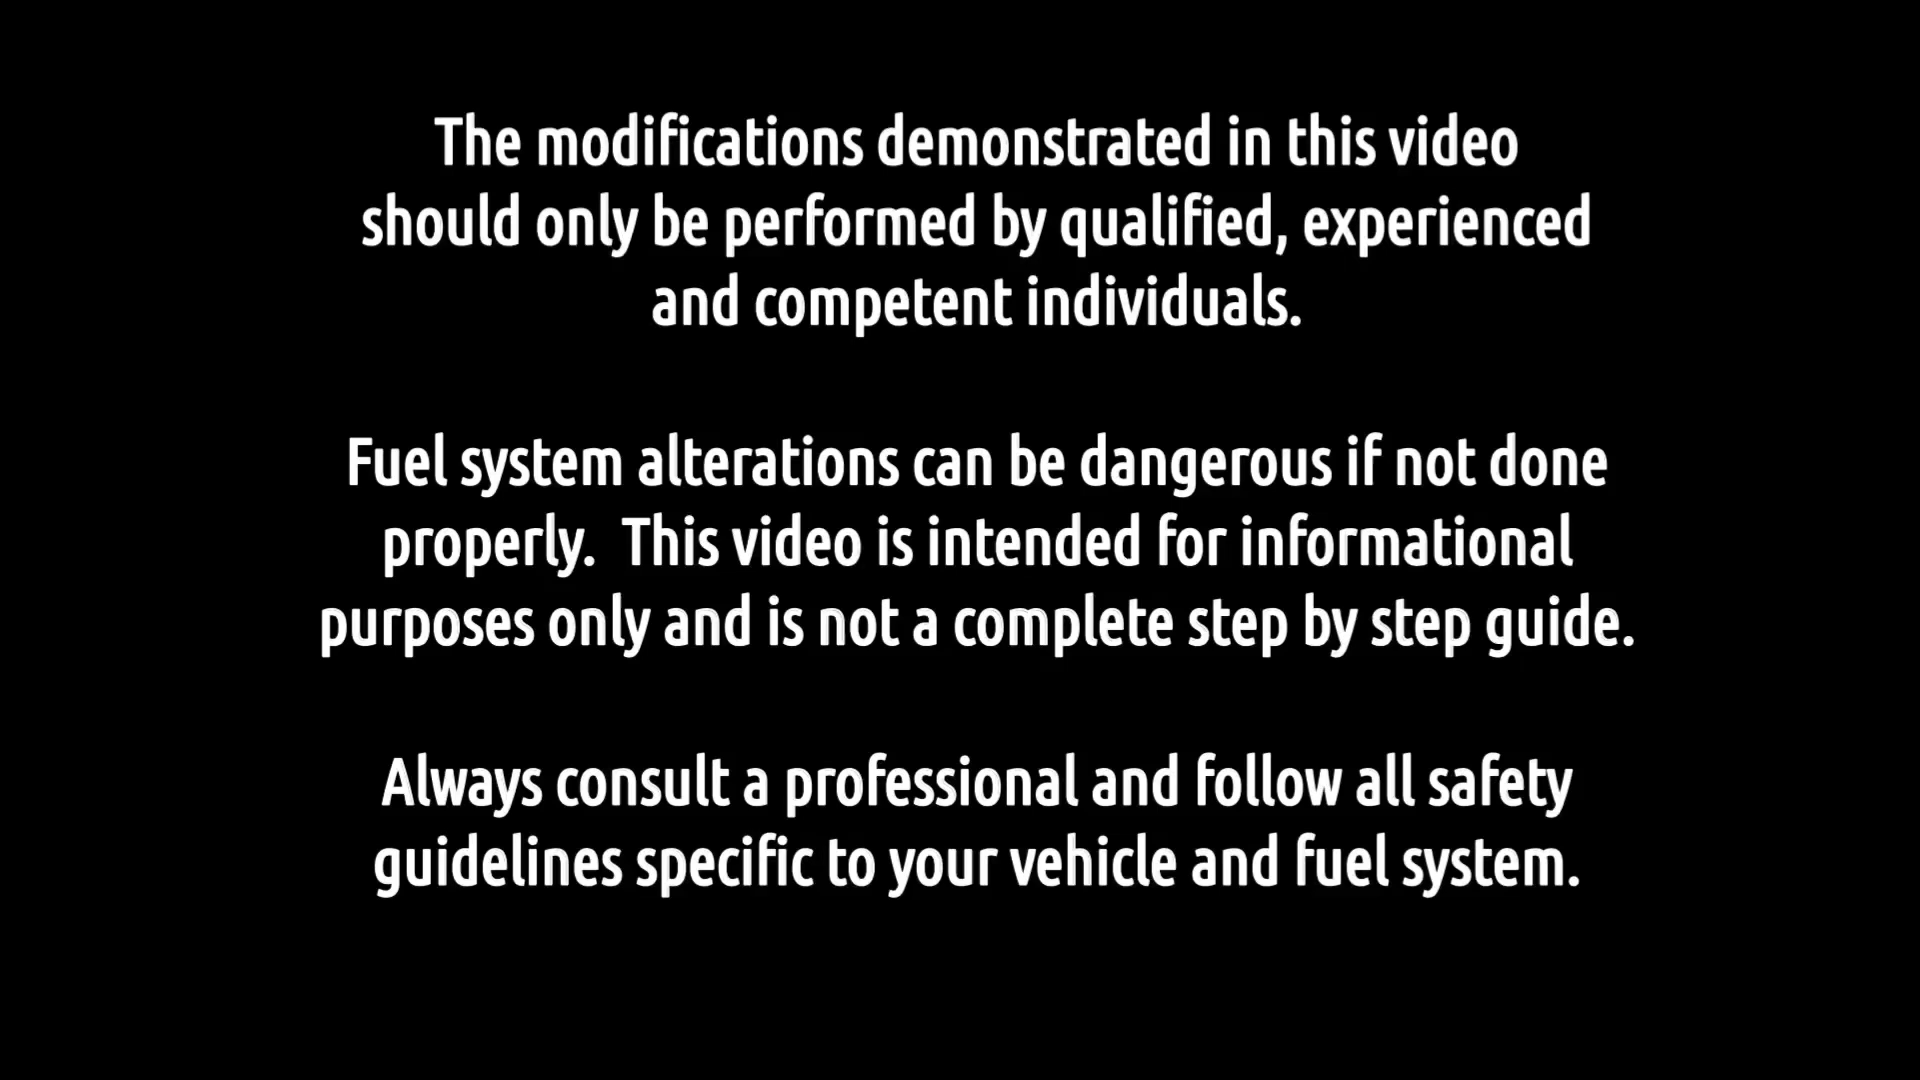 The modifications demonstrated in this video
should only be performed by qualified, experienced
and competent individuals.
Fuel system alterations can be dangerous if not done
properly.  This video is intended for informational
purposes only and is not a complete step by step guide.
Always consult a professional and follow all safety
guidelines specific to your vehicle and fuel system.